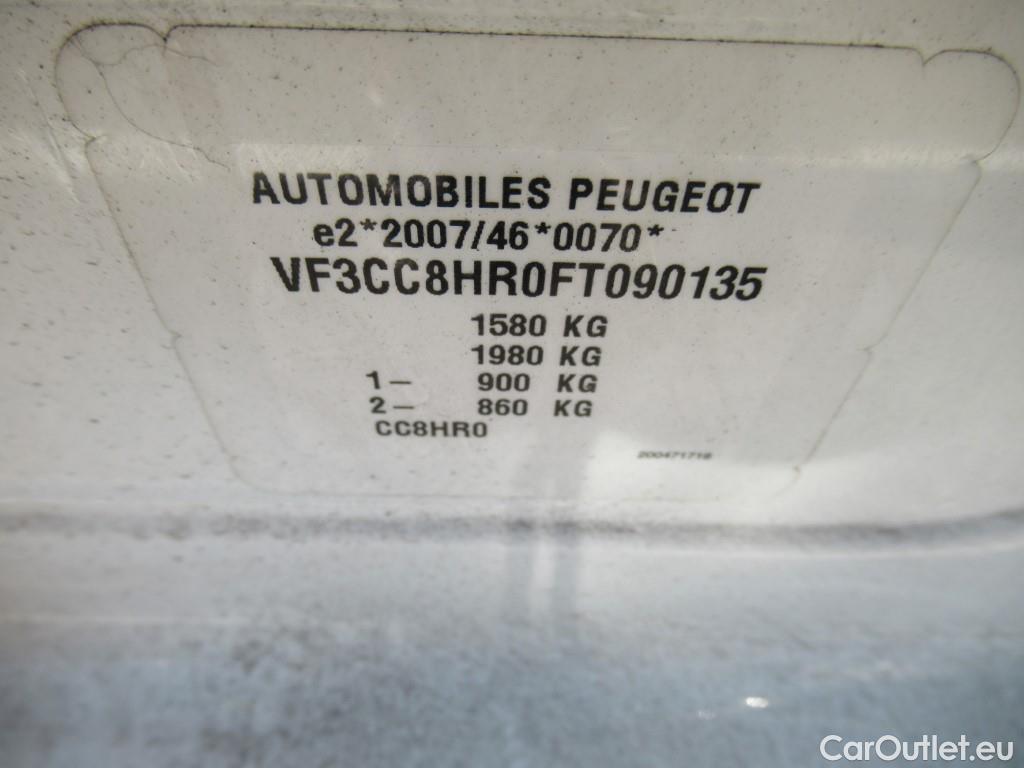 AUTOMOBILES PEUGEOT
e2*2007/46*0070*
VF3CC8HR0FT090135
1580 KG
1980 KG
1- 900 KG
2- 860 KG
CC8HR0
200471718
CarOutlet.eu